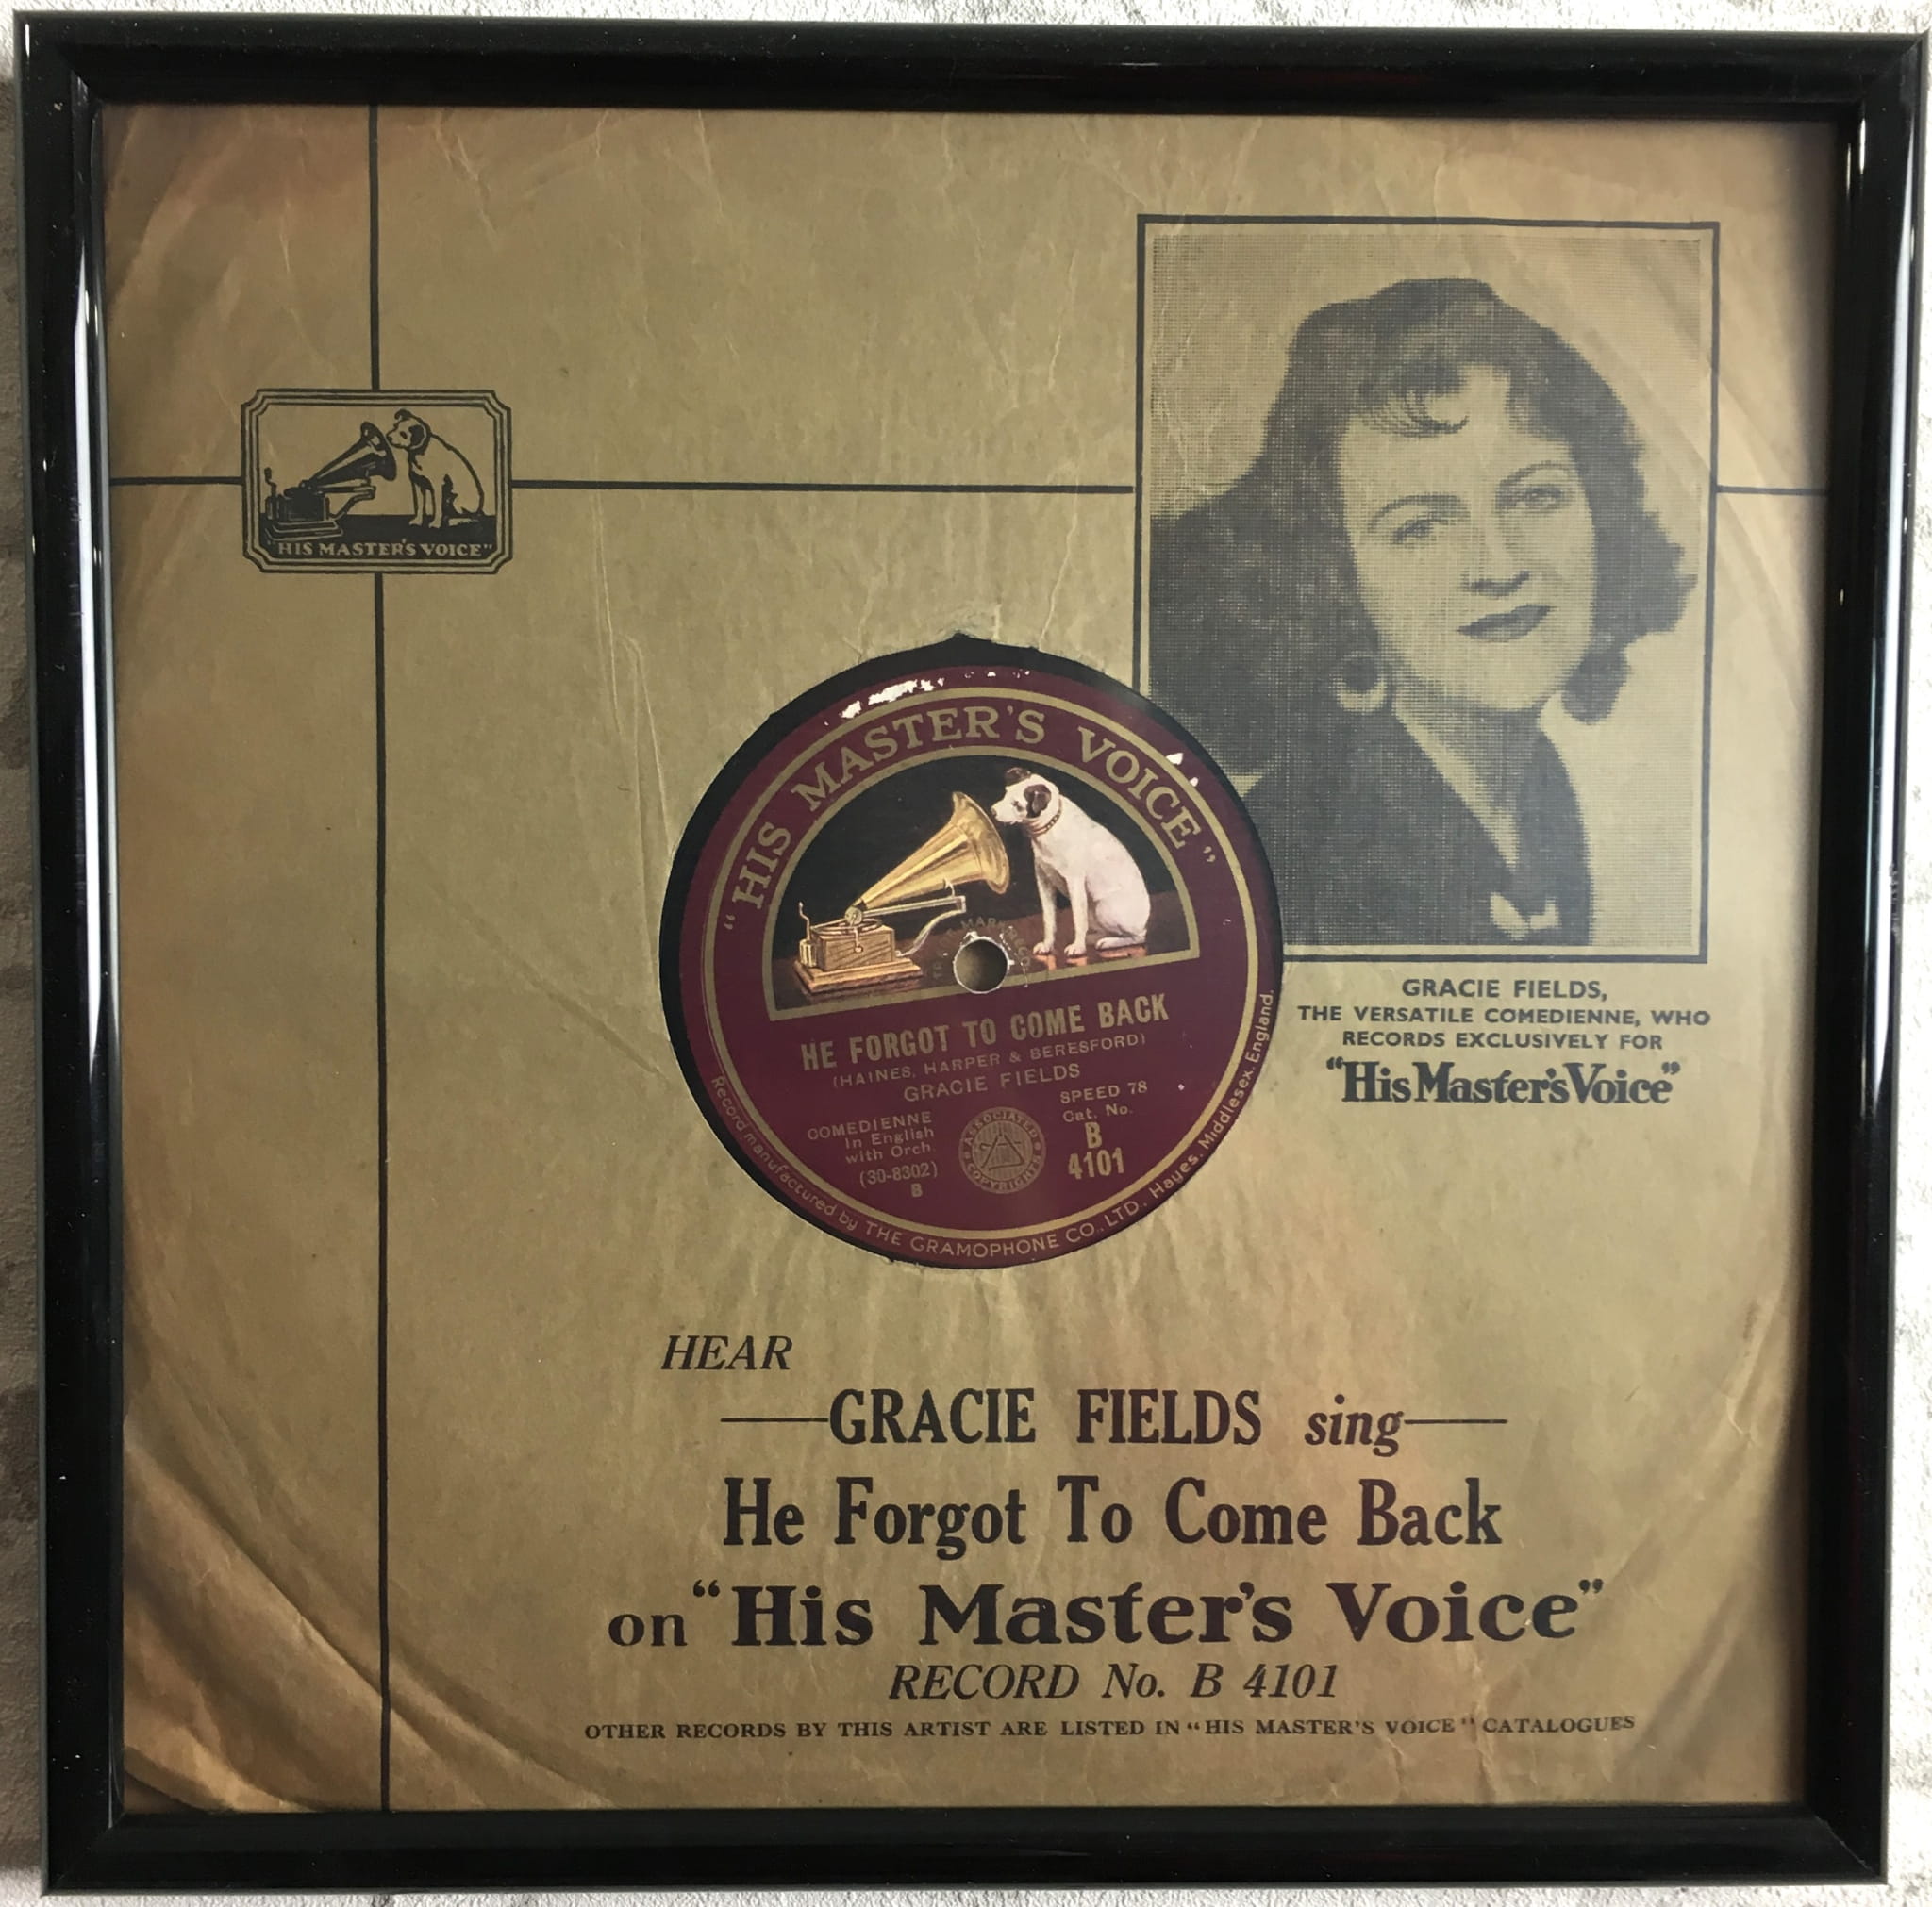 "HIS MASTER'S VOICE"
"HIS MASTER'S VOICE"
HE FORGOT TO COME BACK
(HAINES, HARPER & BERESFORD)
GRACIE FIELDS
COMEDIENNE
In English
with Orch.
(30-8302)
B
ASSOCIATED
COPYRIGHTS
SPEED 78
Cat. No.
B
4101
Record manufactured by THE GRAMOPHONE CO., LTD. Hayes. Middlesex. England.
GRACIE FIELDS,
THE VERSATILE COMEDIENNE, WHO
RECORDS EXCLUSIVELY FOR
"His Master's Voice"
HEAR
GRACIE FIELDS sing
He Forgot To Come Back
on "His Master's Voice"
RECORD No. B 4101
OTHER RECORDS BY THIS ARTIST ARE LISTED IN "HIS MASTER'S VOICE" CATALOGUES